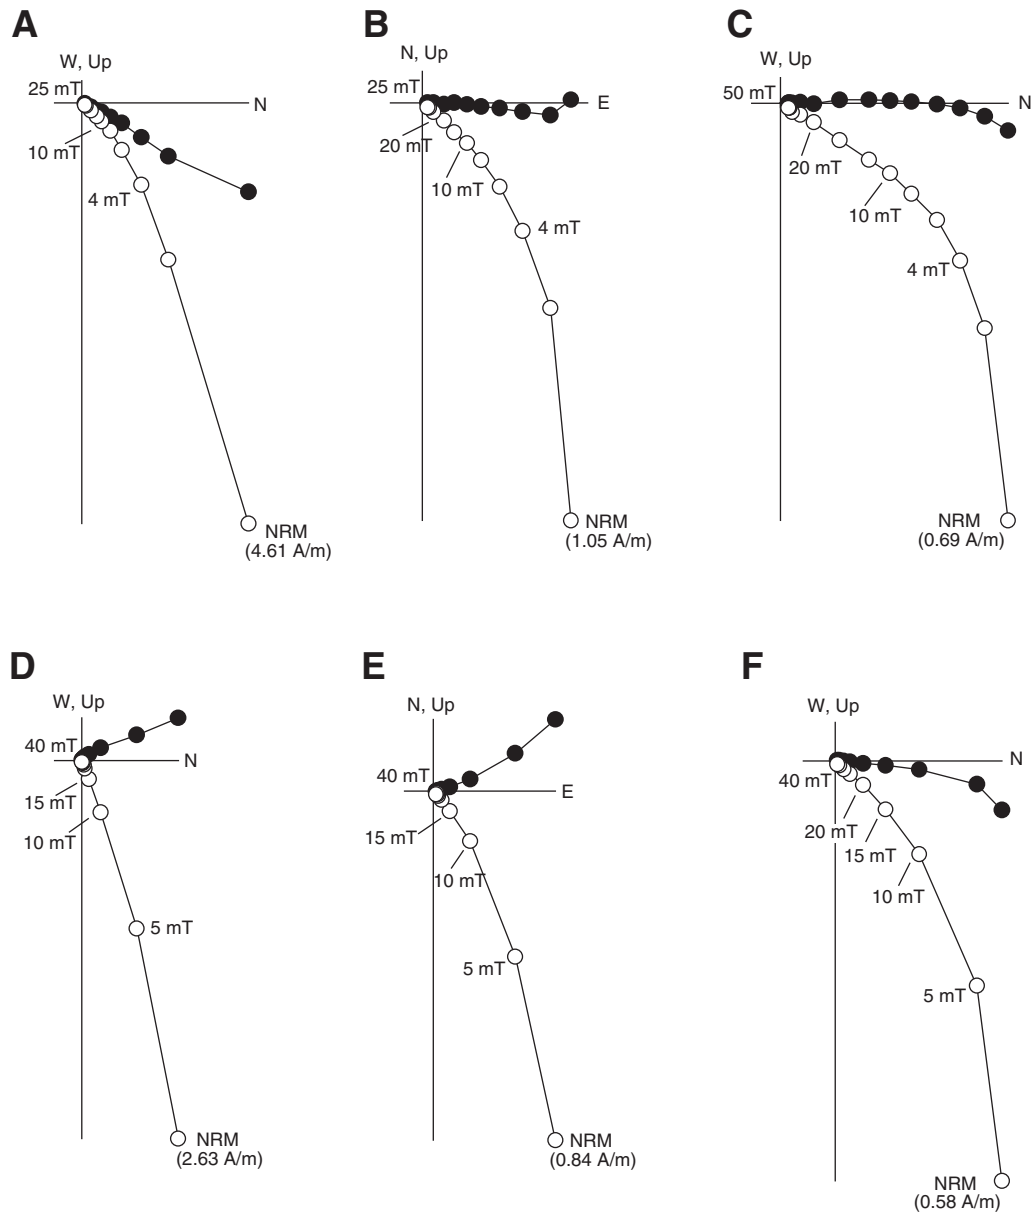 A
W, Up
25 mT
N
10 mT
4 mT
NRM
(4.61 A/m)
B
N, Up
25 mT
E
20 mT
10 mT
4 mT
NRM
(1.05 A/m)
C
W, Up
50 mT
N
20 mT
10 mT
4 mT
NRM
(0.69 A/m)
D
W, Up
40 mT
N
15 mT
10 mT
5 mT
NRM
(2.63 A/m)
E
N, Up
40 mT
E
15 mT
10 mT
5 mT
NRM
(0.84 A/m)
F
W, Up
N
40 mT
20 mT
15 mT
10 mT
5 mT
NRM
(0.58 A/m)